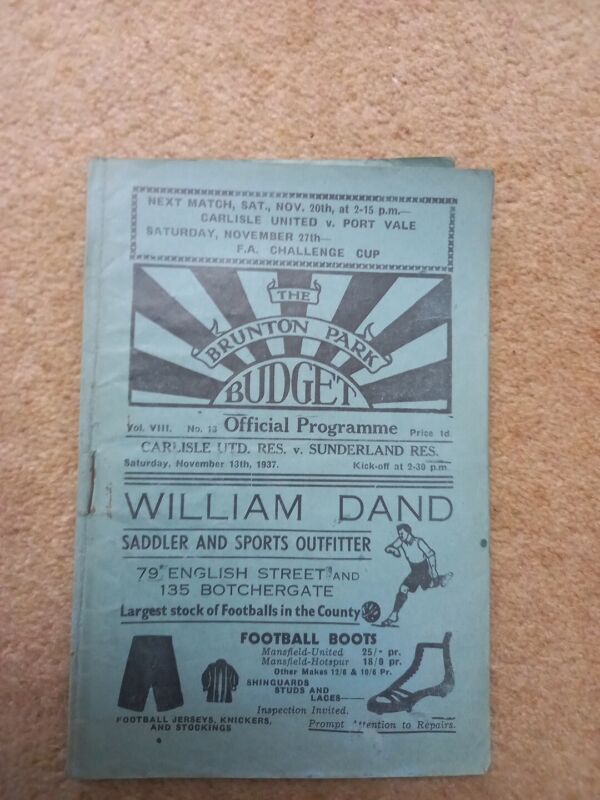 NEXT MATCH, SAT., NOV. 20th, at 2-15 p.m.—
CARLISLE UNITED v. PORT VALE
SATURDAY, NOVEMBER 27th—
F.A. CHALLENGE CUP
THE
BRUNTON PARK
BUDGET
Vol. VIII. No. 13 Official Programme Price 1d.
CARLISLE UTD. RES. v. SUNDERLAND RES.
Saturday, November 13th, 1937. Kick-off at 2-30 p.m.
WILLIAM DAND
SADDLER AND SPORTS OUTFITTER
79 ENGLISH STREET AND
135 BOTCHERGATE
Largest stock of Footballs in the County
FOOTBALL BOOTS
Mansfield-United 25/- pr.
Mansfield-Hotspur 18/9 pr.
Other Makes 12/6 & 10/6 Pr.
SHINGUARDS
STUDS AND
LACES—
Inspection Invited.
FOOTBALL JERSEYS, KNICKERS,
AND STOCKINGS
Prompt Attention to Repairs.